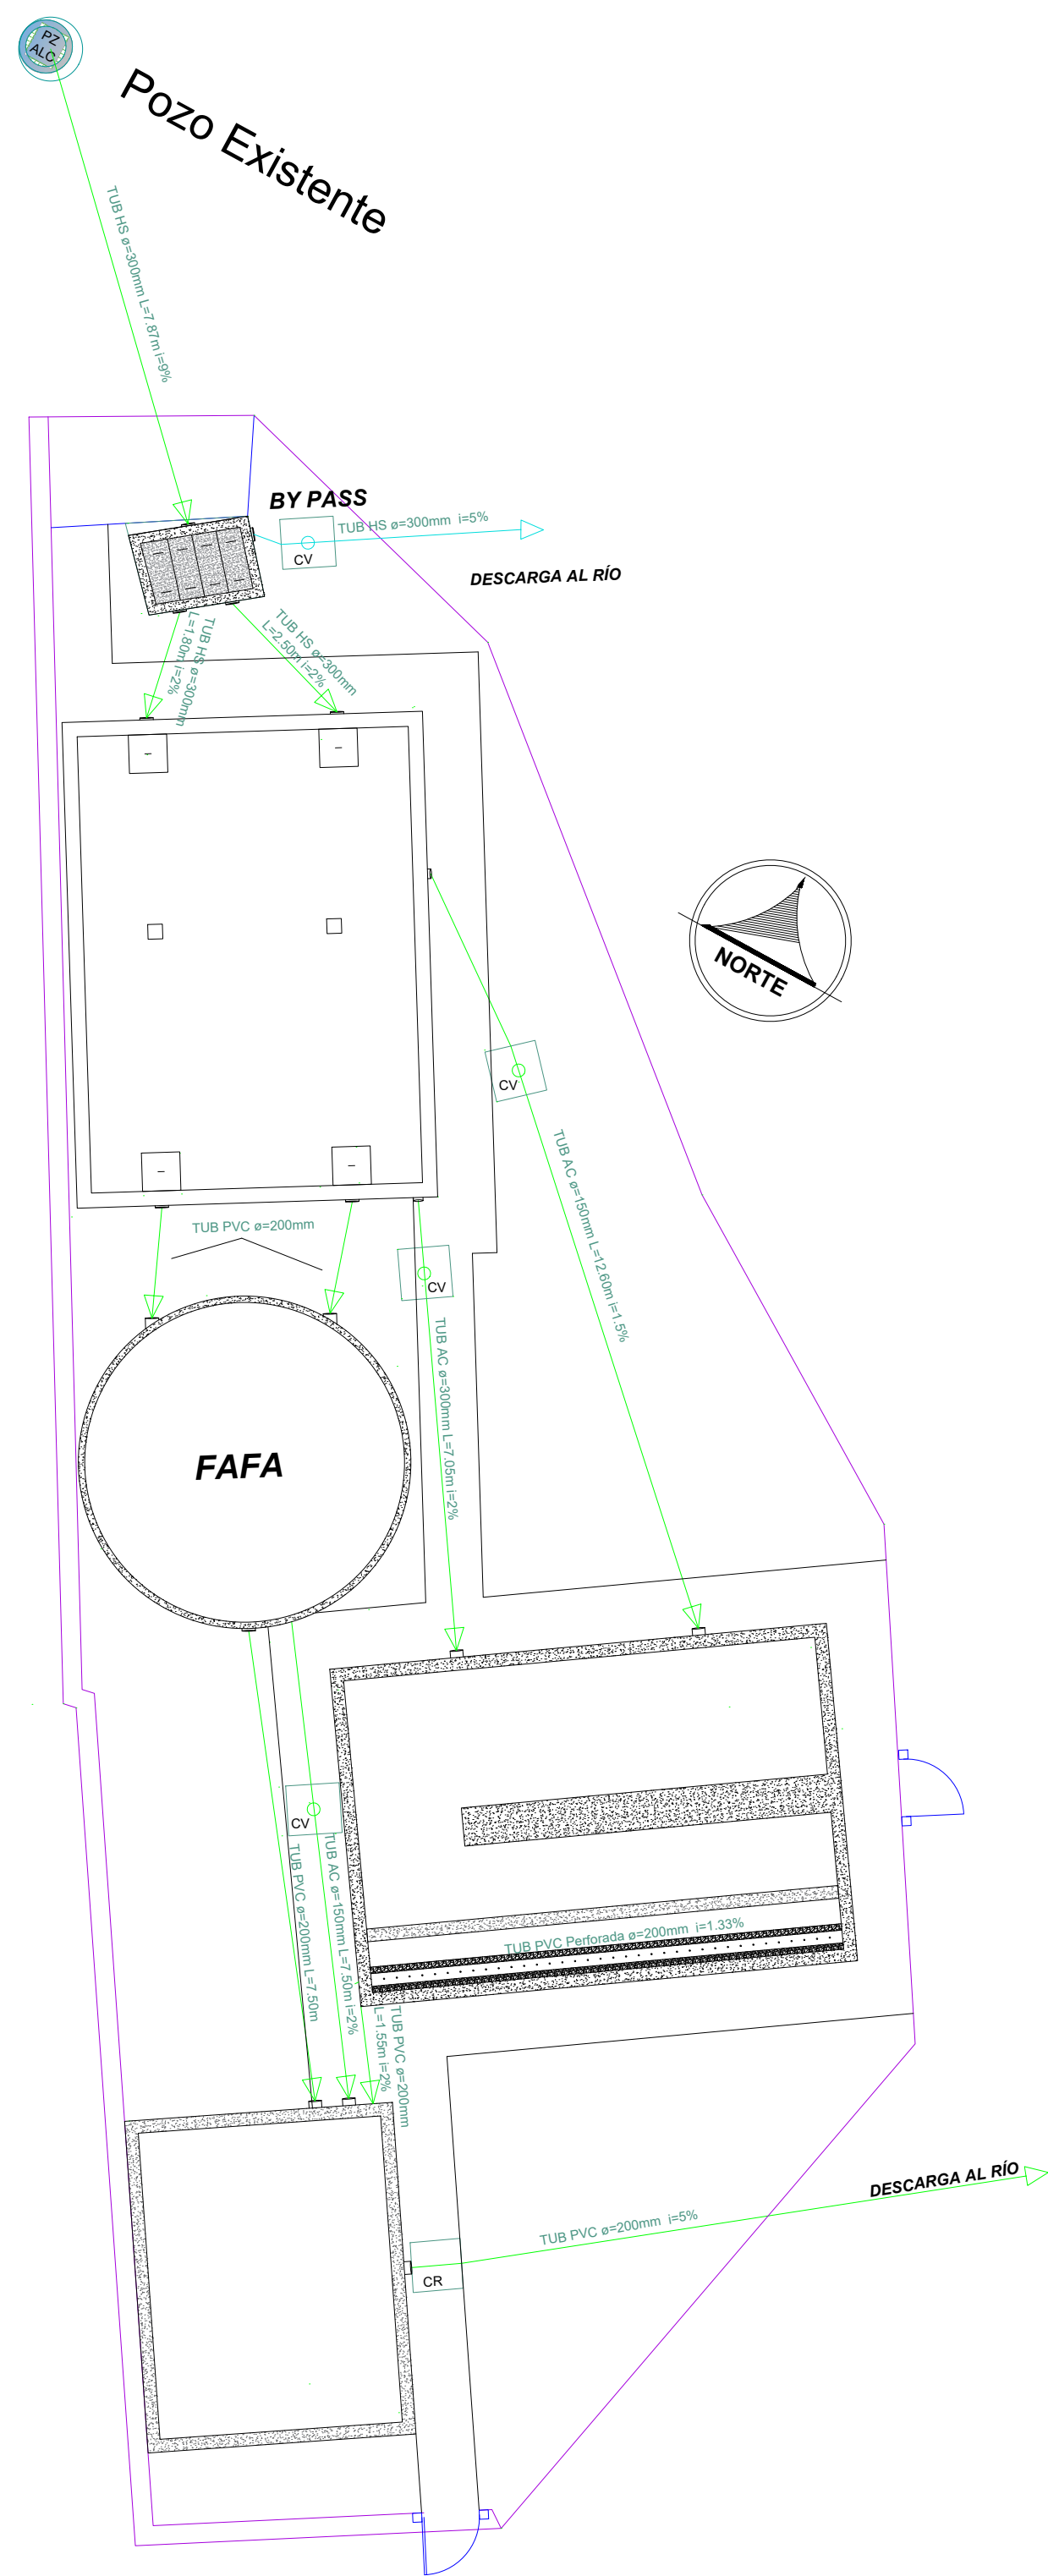 PZ
ALC
Pozo Existente
TUB HS ø=300mm L=7.87m i=9%
BY PASS
TUB HS ø=300mm i=5%
CV
DESCARGA AL RÍO
TUB HS ø=300mm
L=1.80m i=2%
TUB HS ø=300mm
L=2.50m i=2%
NORTE
CV
TUB AC ø=150mm L=12.60m i=1.5%
TUB PVC ø=200mm
CV
TUB AC ø=300mm L=7.05m i=2%
FAFA
CV
TUB PVC ø=200mm L=7.50m
TUB AC ø=150mm L=7.50m i=2%
TUB PVC Perforada ø=200mm i=1.33%
TUB PVC ø=200mm
L=1.55m i=2%
DESCARGA AL RÍO
TUB PVC ø=200mm i=5%
CR